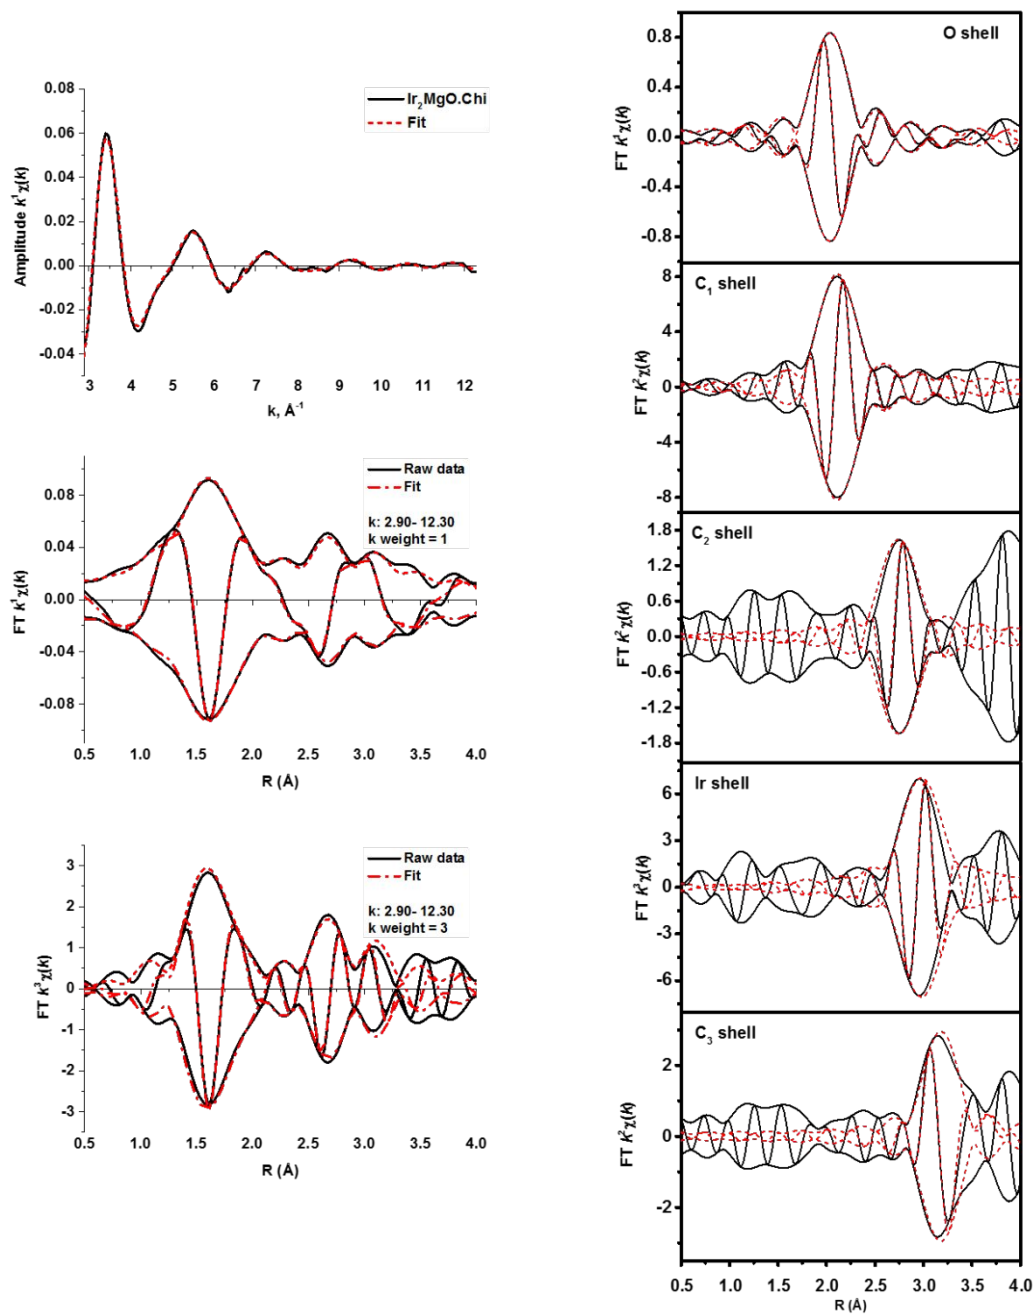 0.08
0.06
0.04
0.02
0.00
-0.02
-0.04
Amplitude k¹χ(k)
Ir₂MgO.Chi
Fit
3 4 5 6 7 8 9 10 11 12
k, Å⁻¹
0.08
0.04
0.00
-0.04
-0.08
FT k¹χ(k)
Raw data
Fit
k: 2.90- 12.30
k weight = 1
0.5 1.0 1.5 2.0 2.5 3.0 3.5 4.0
R (Å)
3
2
1
0
-1
-2
-3
FT k³χ(k)
Raw data
Fit
k: 2.90- 12.30
k weight = 3
0.5 1.0 1.5 2.0 2.5 3.0 3.5 4.0
R (Å)
O shell
0.8
0.4
0.0
-0.4
-0.8
FT k¹χ(k)
C₁ shell
8
4
0
-4
-8
FT k²χ(k)
C₂ shell
1.8
1.2
0.6
0.0
-0.6
-1.2
-1.8
FT k²χ(k)
Ir shell
6
3
0
-3
-6
FT k³χ(k)
C₃ shell
2
0
-2
FT k²χ(k)
0.5 1.0 1.5 2.0 2.5 3.0 3.5 4.0
R (Å)